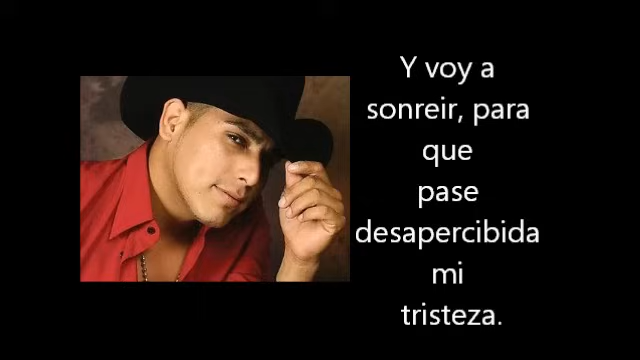 Y voy a
sonreir, para
que
pase
desapercibida
mi
tristeza.